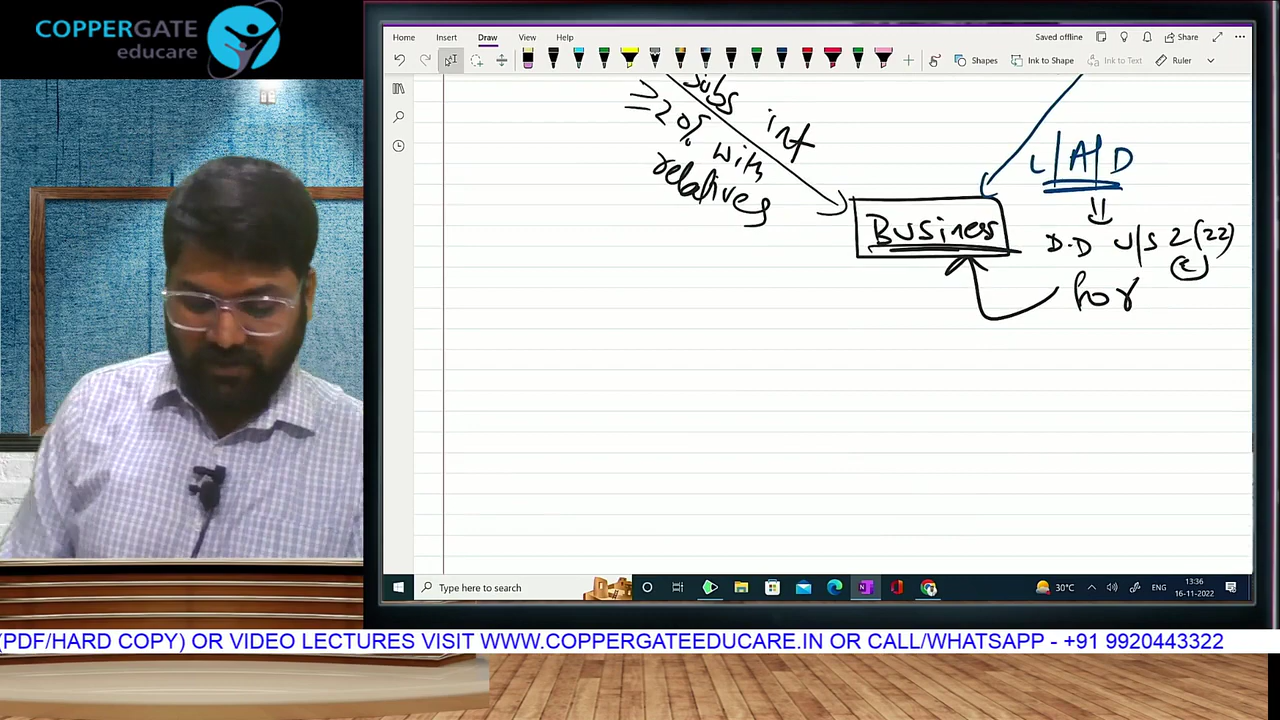 COPPERGATE
educare
Home Insert Draw View Help
Saved offline
Share
Shapes
Ink to Shape
Ink to Text
Ruler
Subs int
≥20% with
relatives
L|A|D
⇓
D.D U/S 2(22)
(e)
Business
for
Type here to search
30°C
ENG
13:36
16-11-2022
(PDF/HARD COPY) OR VIDEO LECTURES VISIT WWW.COPPERGATEEDUCARE.IN OR CALL/WHATSAPP - +91 9920443322